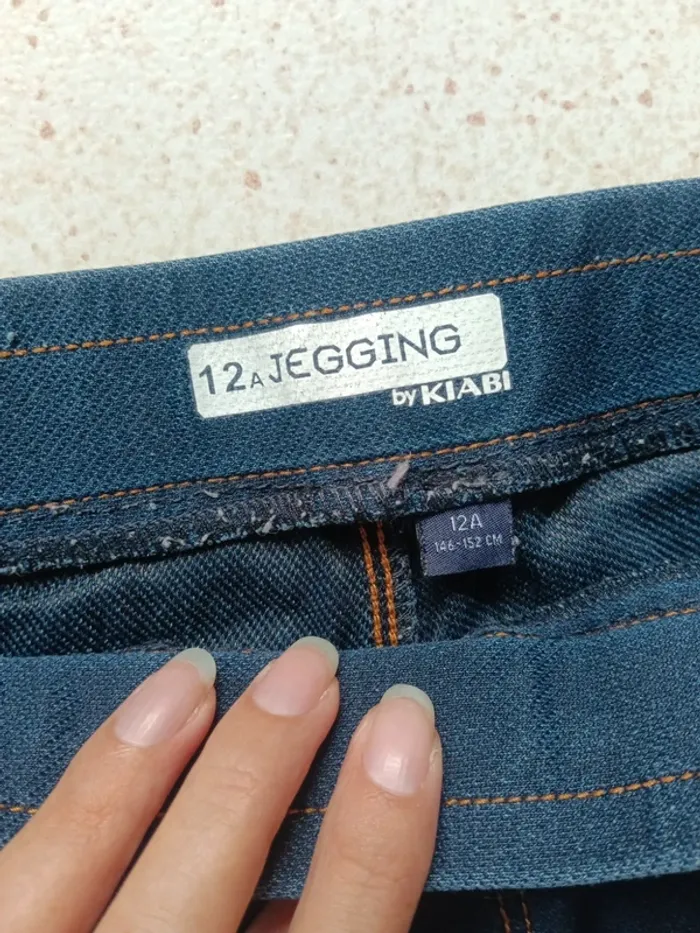 12A JEGGING
by KIABI
12A
146-152 CM